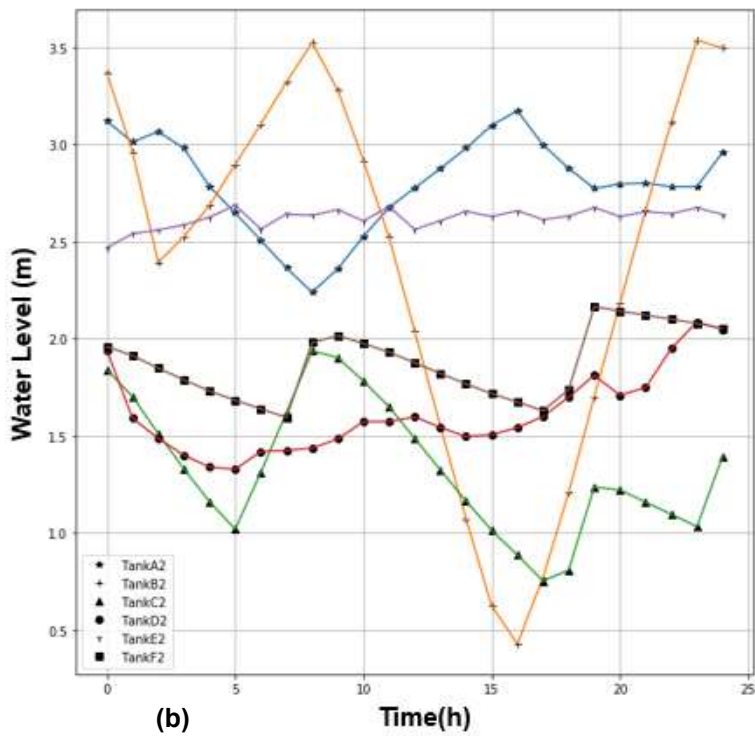 3.5
3.0
2.5
2.0
1.5
1.0
0.5
Water Level (m)
TankA2
TankB2
TankC2
TankD2
TankE2
TankF2
0 5 10 15 20 25
(b) Time(h)